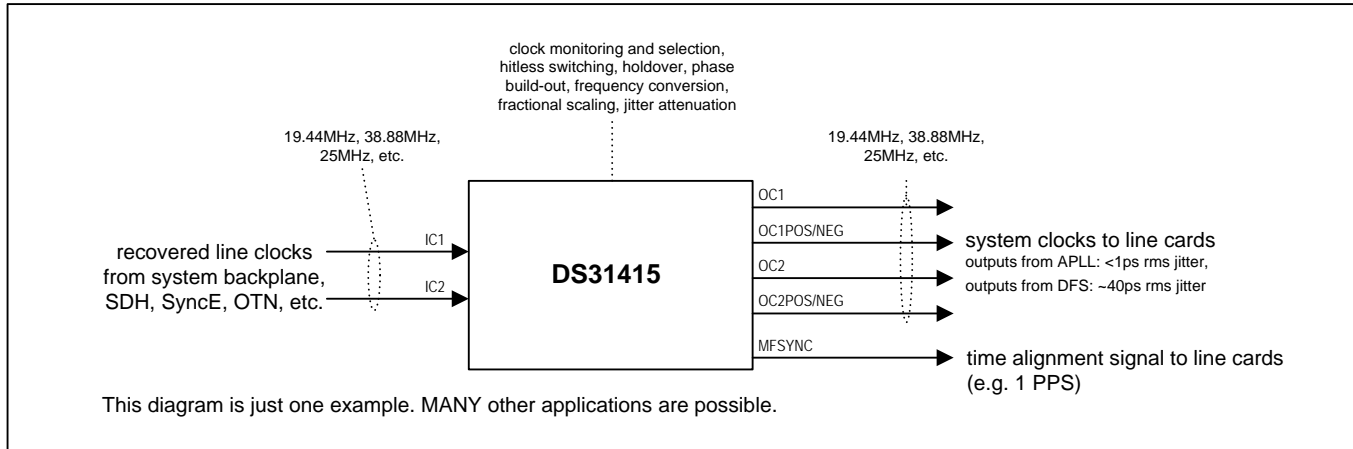 clock monitoring and selection,
hitless switching, holdover, phase
build-out, frequency conversion,
fractional scaling, jitter attenuation
19.44MHz, 38.88MHz,
25MHz, etc.
19.44MHz, 38.88MHz,
25MHz, etc.
recovered line clocks
from system backplane,
SDH, SyncE, OTN, etc.
IC1
IC2
DS31415
OC1
OC1POS/NEG
OC2
OC2POS/NEG
MFSYNC
system clocks to line cards
outputs from APLL: <1ps rms jitter,
outputs from DFS: ~40ps rms jitter
time alignment signal to line cards
(e.g. 1 PPS)
This diagram is just one example. MANY other applications are possible.